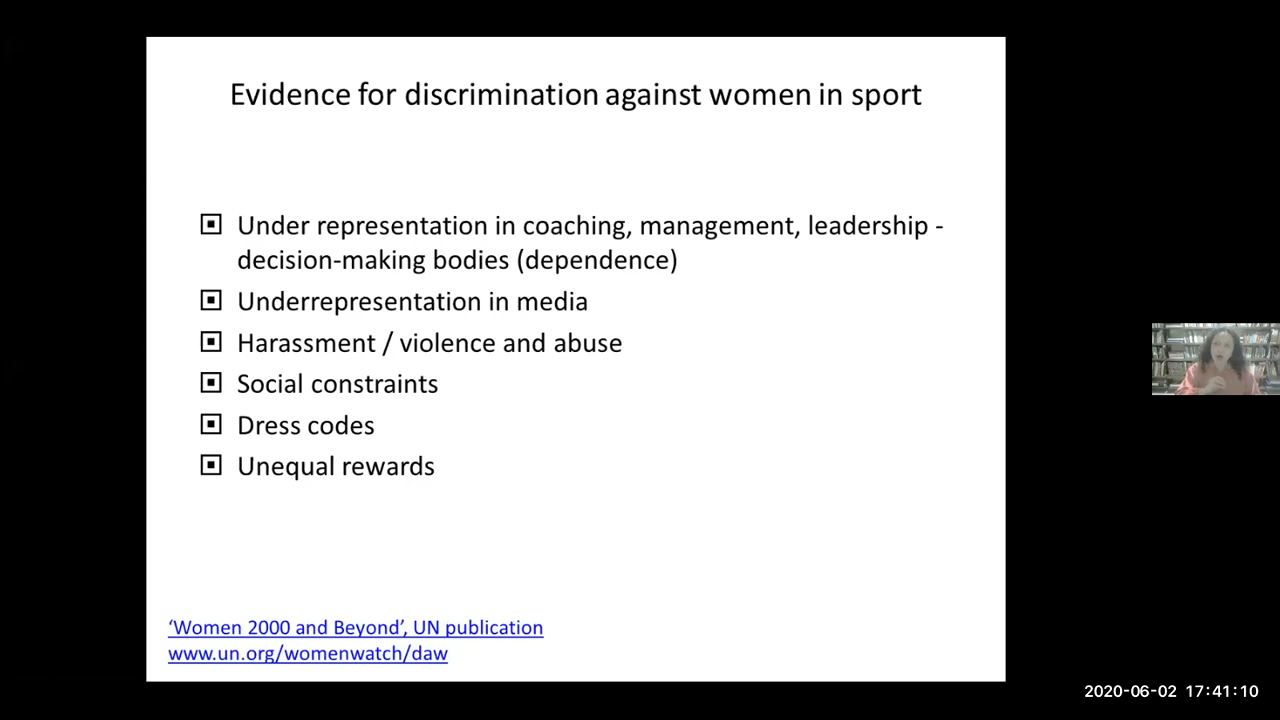 Evidence for discrimination against women in sport
Under representation in coaching, management, leadership -
decision-making bodies (dependence)
Underrepresentation in media
Harassment / violence and abuse
Social constraints
Dress codes
Unequal rewards
‘Women 2000 and Beyond’, UN publication
www.un.org/womenwatch/daw
2020-06-02 17:41:10